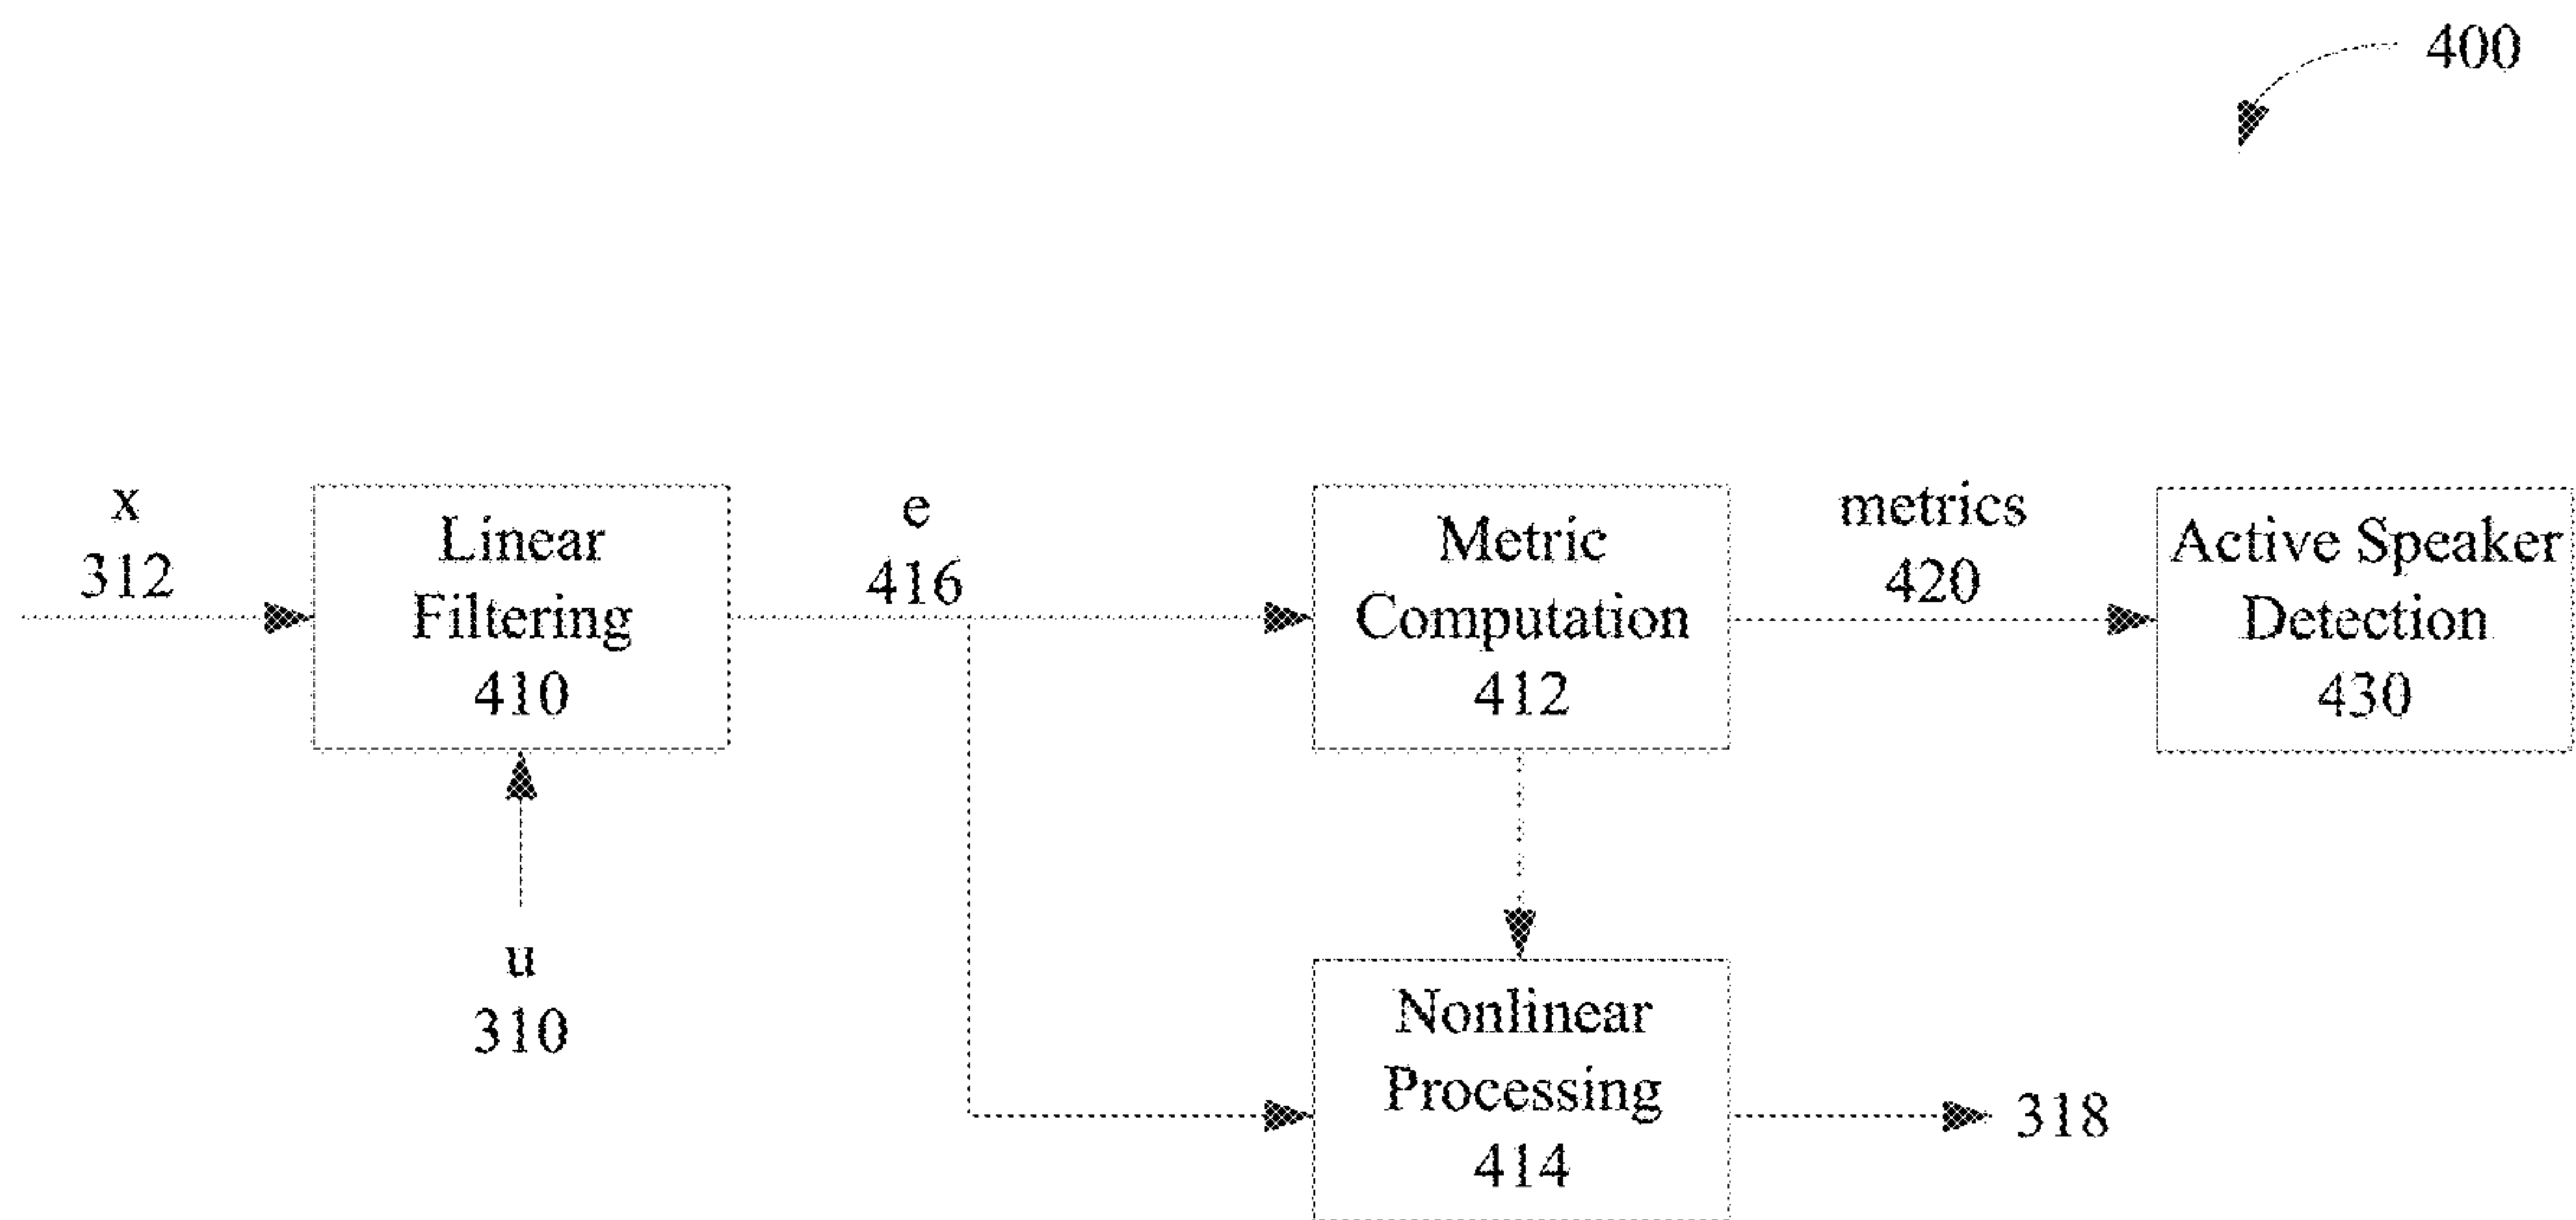 400
x
312
Linear
Filtering
410
e
416
Metric
Computation
412
metrics
420
Active Speaker
Detection
430
u
310
Nonlinear
Processing
414
318